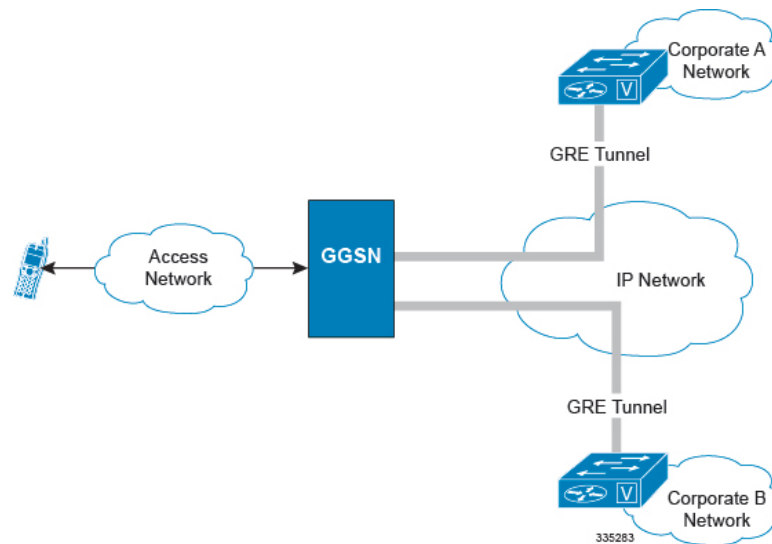 Corporate A
Network
V
GRE Tunnel
Access
Network
GGSN
IP Network
GRE Tunnel
V
Corporate B
Network
335283